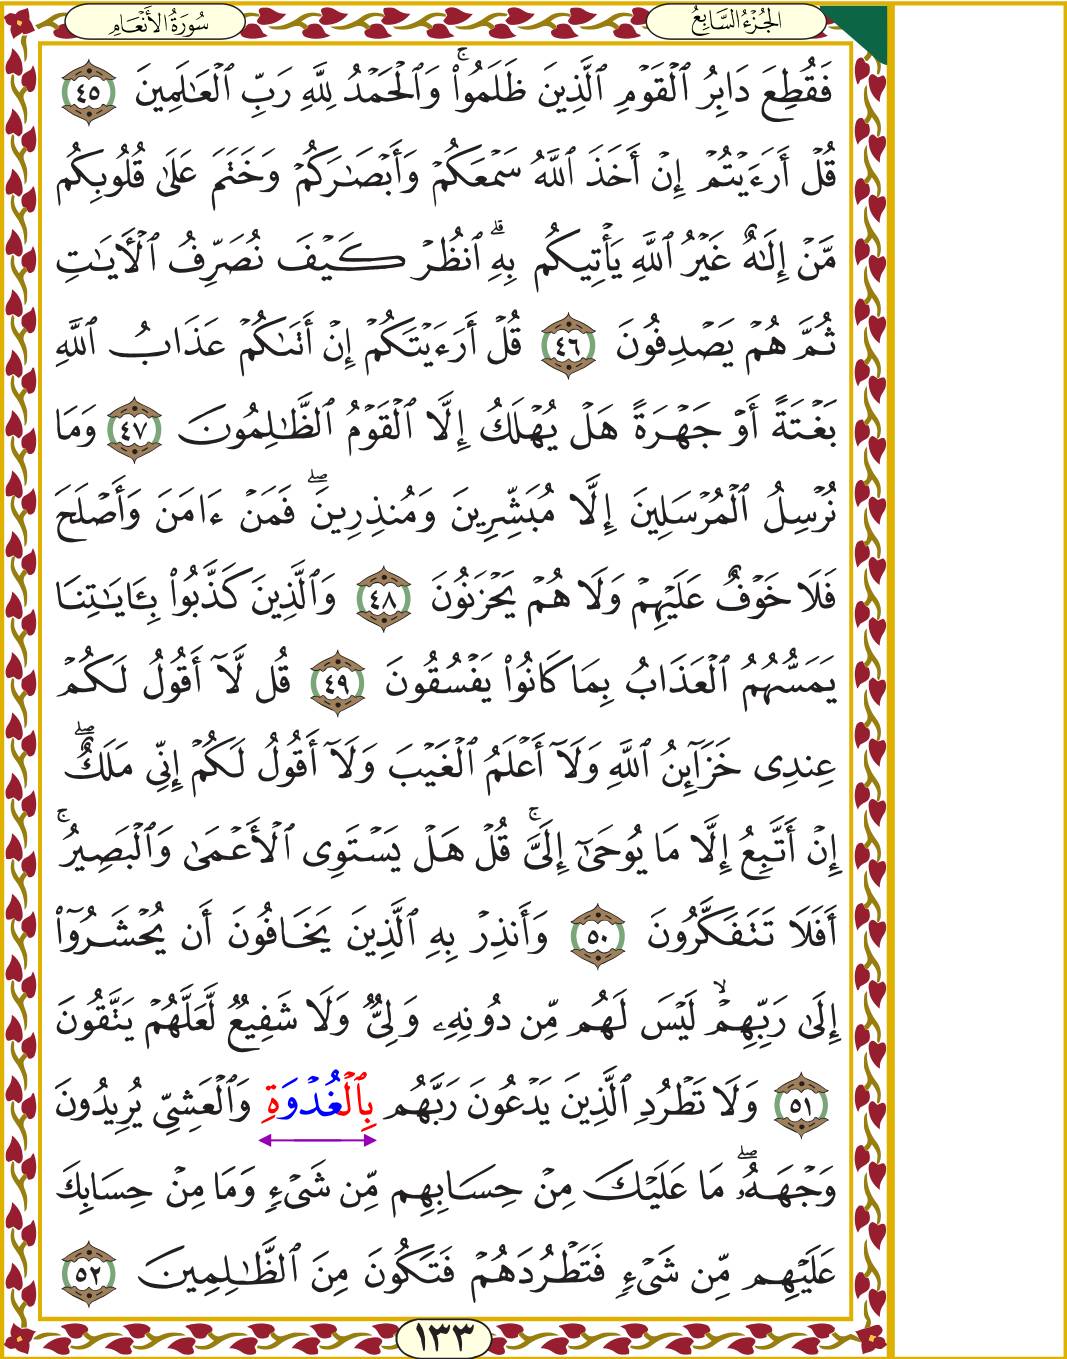 الجُزْءُ السَّابِعُ
سُورَةُ الأَنْعَامِ
فَقُطِعَ دَابِرُ ٱلْقَوْمِ ٱلَّذِينَ ظَلَمُوا۟ۚ وَٱلْحَمْدُ لِلَّهِ رَبِّ ٱلْعَـٰلَمِينَ ٤٥
قُلْ أَرَءَيْتُمْ إِنْ أَخَذَ ٱللَّهُ سَمْعَكُمْ وَأَبْصَـٰرَكُمْ وَخَتَمَ عَلَىٰ قُلُوبِكُم
مَّنْ إِلَـٰهٌ غَيْرُ ٱللَّهِ يَأْتِيكُم بِهِۗ ٱنظُرْ كَيْفَ نُصَرِّفُ ٱلْـَٔايَـٰتِ
ثُمَّ هُمْ يَصْدِفُونَ ٤٦ قُلْ أَرَءَيْتَكُمْ إِنْ أَتَىٰكُمْ عَذَابُ ٱللَّهِ
بَغْتَةً أَوْ جَهْرَةً هَلْ يُهْلَكُ إِلَّا ٱلْقَوْمُ ٱلظَّـٰلِمُونَ ٤٧ وَمَا
نُرْسِلُ ٱلْمُرْسَلِينَ إِلَّا مُبَشِّرِينَ وَمُنذِرِينَۖ فَمَنْ ءَامَنَ وَأَصْلَحَ
فَلَا خَوْفٌ عَلَيْهِمْ وَلَا هُمْ يَحْزَنُونَ ٤٨ وَٱلَّذِينَ كَذَّبُوا۟ بِـَٔايَـٰتِنَا
يَمَسُّهُمُ ٱلْعَذَابُ بِمَا كَانُوا۟ يَفْسُقُونَ ٤٩ قُل لَّآ أَقُولُ لَكُمْ
عِندِى خَزَآئِنُ ٱللَّهِ وَلَآ أَعْلَمُ ٱلْغَيْبَ وَلَآ أَقُولُ لَكُمْ إِنِّى مَلَكٌۖ
إِنْ أَتَّبِعُ إِلَّا مَا يُوحَىٰٓ إِلَىَّۚ قُلْ هَلْ يَسْتَوِى ٱلْأَعْمَىٰ وَٱلْبَصِيرُۚ
أَفَلَا تَتَفَكَّرُونَ ٥٠ وَأَنذِرْ بِهِ ٱلَّذِينَ يَخَافُونَ أَن يُحْشَرُوٓا۟
إِلَىٰ رَبِّهِمْۙ لَيْسَ لَهُم مِّن دُونِهِۦ وَلِىٌّ وَلَا شَفِيعٌ لَّعَلَّهُمْ يَتَّقُونَ
٥١ وَلَا تَطْرُدِ ٱلَّذِينَ يَدْعُونَ رَبَّهُم بِٱلْغُدْوَةِ وَٱلْعَشِىِّ يُرِيدُونَ
وَجْهَهُۥۖ مَا عَلَيْكَ مِنْ حِسَابِهِم مِّن شَىْءٍ وَمَا مِنْ حِسَابِكَ
عَلَيْهِم مِّن شَىْءٍ فَتَطْرُدَهُمْ فَتَكُونَ مِنَ ٱلظَّـٰلِمِينَ ٥٢
١٣٣